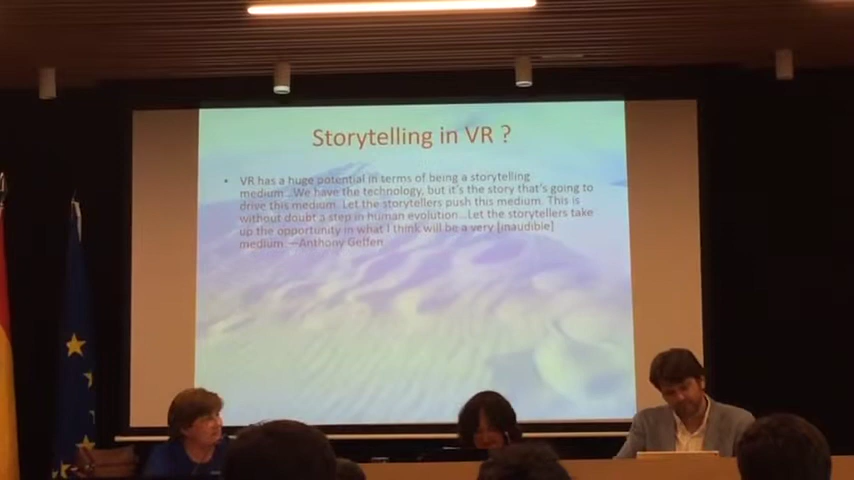 Storytelling in VR ?
• VR has a huge potential in terms of being a storytelling
medium...We have the technology, but it's the story that's going to
drive this medium. Let the storytellers push this medium. This is
without doubt a step in human evolution...Let the storytellers take
up the opportunity in what I think will be a very [inaudible]
medium. —Anthony Geffen